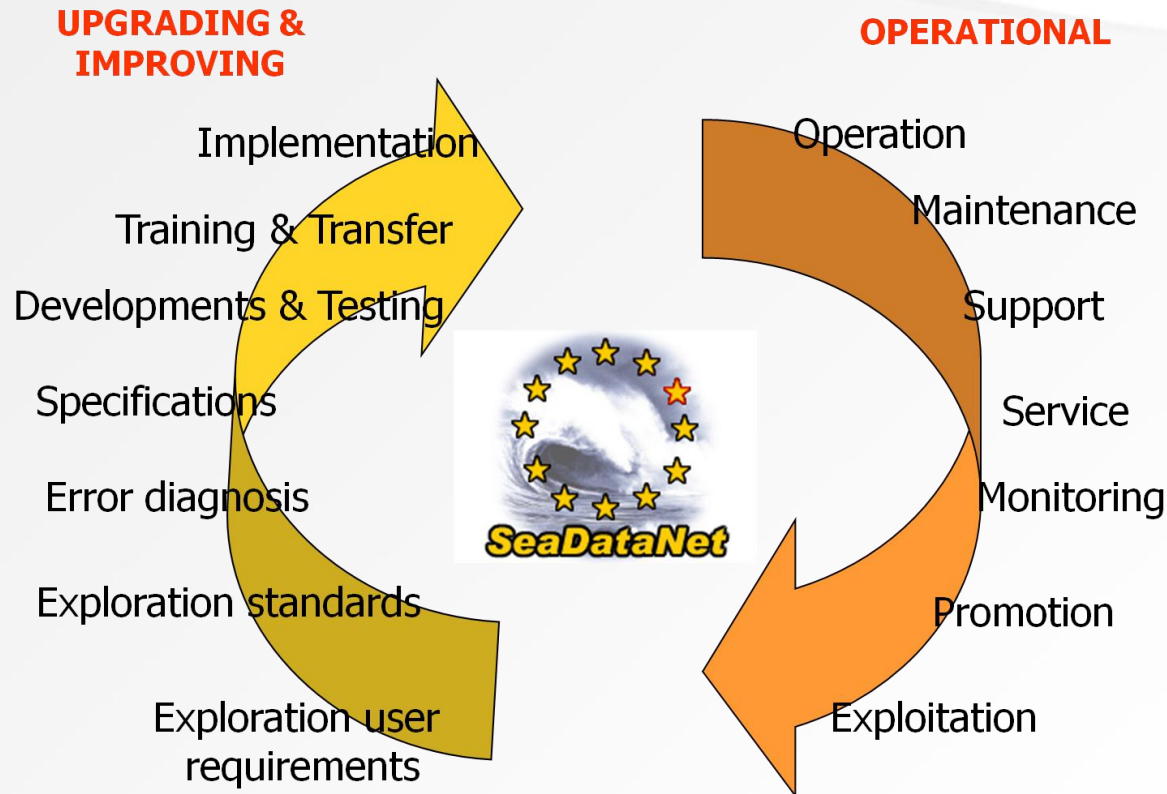 UPGRADING &
IMPROVING
Implementation
Training & Transfer
Developments & Testing
Specifications
Error diagnosis
Exploration standards
Exploration user
requirements
SeaDataNet
OPERATIONAL
Operation
Maintenance
Support
Service
Monitoring
Promotion
Exploitation